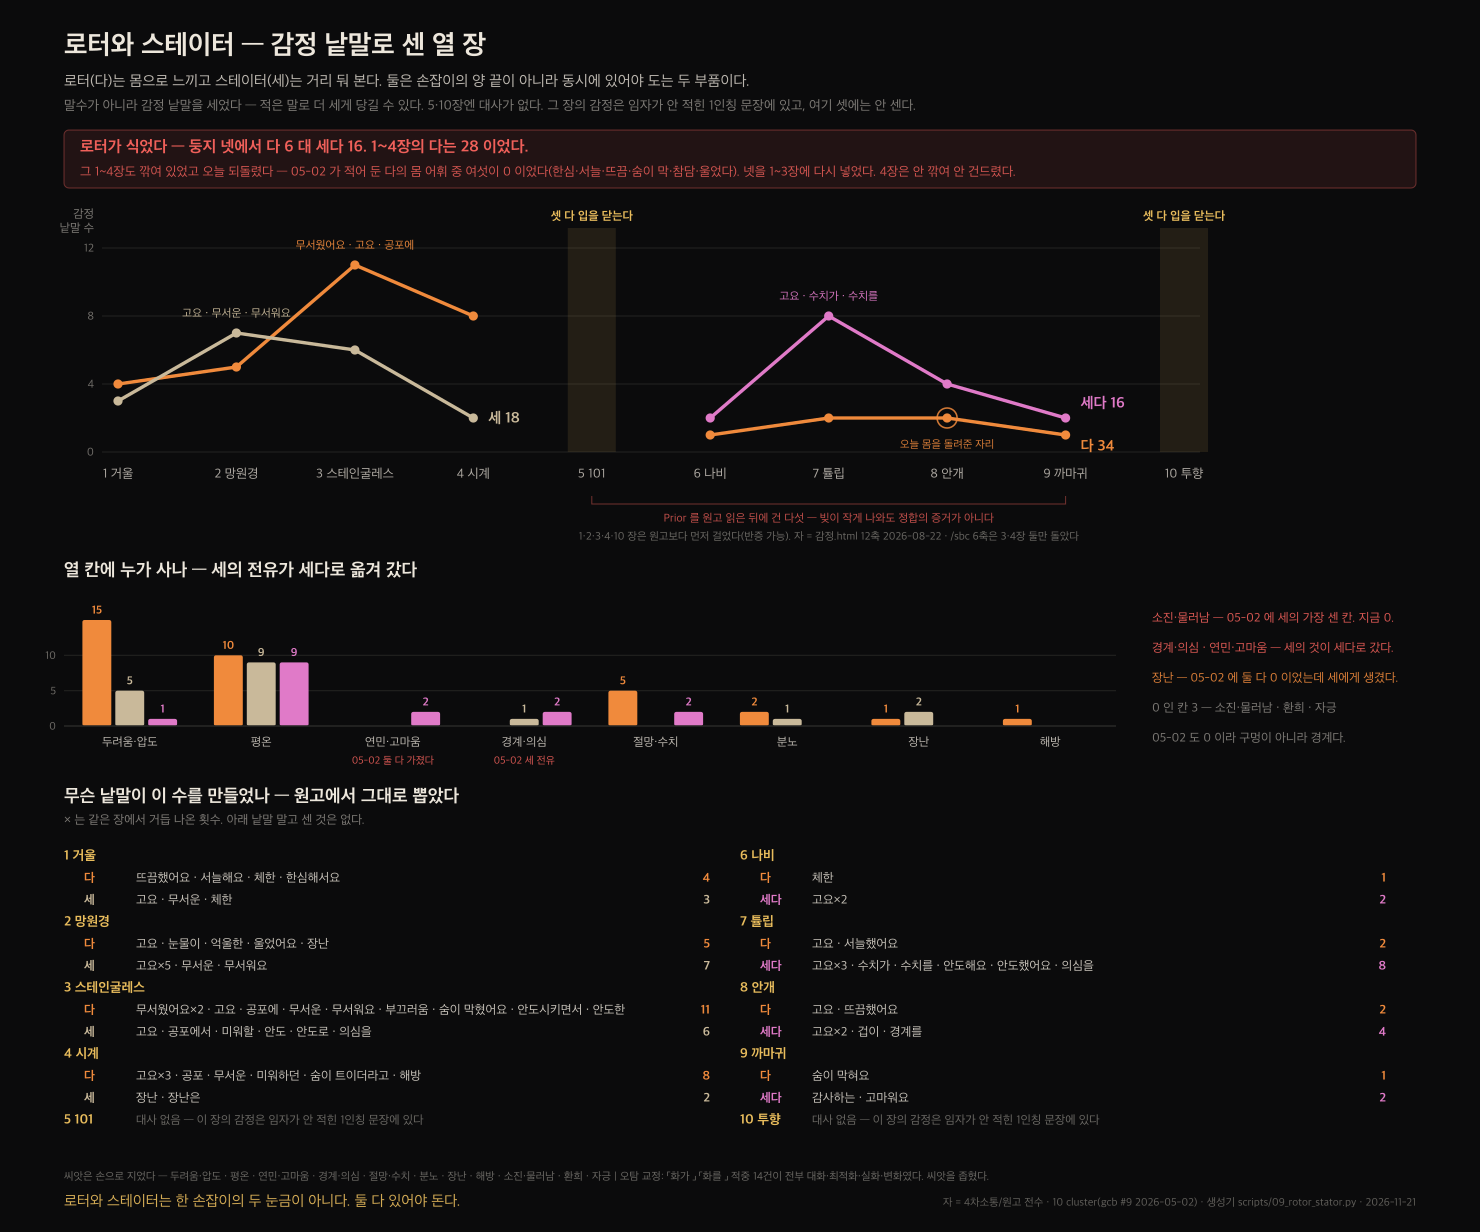 로터와 스테이터 — 감정 낱말로 센 열 장
로터(다)는 몸으로 느끼고 스테이터(세)는 거리 둬 본다. 둘은 손잡이의 양 끝이 아니라 동시에 있어야 도는 두 부품이다.
말수가 아니라 감정 낱말을 세었다 — 적은 말로 더 세게 당길 수 있다. 5·10장엔 대사가 없다. 그 장의 감정은 임자가 안 적힌 1인칭 문장에 있고, 여기 셋에는 안 센다.
로터가 식었다 — 둥지 넷에서 다 6 대 세다 16. 1~4장의 다는 28 이었다.
그 1~4장도 깎여 있었고 오늘 되돌렸다 — 05-02 가 적어 둔 다의 몸 어휘 중 여섯이 0 이었다(한심·서늘·뜨끔·숨이 막·참담·울었다). 넷을 1~3장에 다시 넣었다. 4장은 안 깎여 안 건드렸다.
감정
낱말 수
셋 다 입을 닫는다
셋 다 입을 닫는다
12
8
4
0
무서웠어요 · 고요 · 공포에
고요 · 무서운 · 무서워요
고요 · 수치가 · 수치를
세 18
세다 16
다 34
오늘 몸을 돌려준 자리
1 거울
2 망원경
3 스테인굴레스
4 시계
5 101
6 나비
7 튤립
8 안개
9 까마귀
10 투항
Prior 를 원고 읽은 뒤에 건 다섯 — 빚이 작게 나와도 정합의 증거가 아니다
1·2·3·4·10 장은 원고보다 먼저 걸었다(반증 가능). 자 = 감정.html 12축 2026-08-22 · /sbc 6축은 3·4장 둘만 돌았다
열 칸에 누가 사나 — 세의 전유가 세다로 옮겨 갔다
10
5
0
15
5
1
10
9
9
2
1
2
5
2
2
1
1
2
1
두려움·압도
평온
연민·고마움
경계·의심
절망·수치
분노
장난
해방
05-02 둘 다 가졌다
05-02 세 전유
소진·물러남 — 05-02 에 세의 가장 센 칸. 지금 0.
경계·의심 · 연민·고마움 — 세의 것이 세다로 갔다.
장난 — 05-02 에 둘 다 0 이었는데 세에게 생겼다.
0 인 칸 3 — 소진·물러남 · 환희 · 자긍
05-02 도 0 이라 구멍이 아니라 경계다.
무슨 낱말이 이 수를 만들었나 — 원고에서 그대로 뽑았다
× 는 같은 장에서 거듭 나온 횟수. 아래 낱말 말고 센 것은 없다.
1 거울
다 뜨끔했어요 · 서늘해요 · 체한 · 한심해서요 4
세 고요 · 무서운 · 체한 3
2 망원경
다 고요 · 눈물이 · 억울한 · 울었어요 · 장난 5
세 고요×5 · 무서운 · 무서워요 7
3 스테인굴레스
다 무서웠어요×2 · 고요 · 공포에 · 무서운 · 무서워요 · 부끄러움 · 숨이 막혔어요 · 안도시키면서 · 안도한 11
세 고요 · 공포에서 · 미워할 · 안도 · 안도로 · 의심을 6
4 시계
다 고요×3 · 공포 · 무서운 · 미워하던 · 숨이 트이더라고 · 해방 8
세 장난 · 장난은 2
5 101 대사 없음 — 이 장의 감정은 임자가 안 적힌 1인칭 문장에 있다
6 나비
다 체한 1
세다 고요×2 2
7 튤립
다 고요 · 서늘했어요 2
세다 고요×3 · 수치가 · 수치를 · 안도해요 · 안도했어요 · 의심을 8
8 안개
다 고요 · 뜨끔했어요 2
세다 고요×2 · 겁이 · 경계를 4
9 까마귀
다 숨이 막혀요 1
세다 감사하는 · 고마워요 2
10 투항 대사 없음 — 이 장의 감정은 임자가 안 적힌 1인칭 문장에 있다
씨앗은 손으로 지었다 — 두려움·압도 · 평온 · 연민·고마움 · 경계·의심 · 절망·수치 · 분노 · 장난 · 해방 · 소진·물러남 · 환희 · 자긍 | 오탐 교정: 「화가」「화를」 적중 14건이 전부 대화·최적화·실화·변화였다. 씨앗을 좁혔다.
로터와 스테이터는 한 손잡이의 두 눈금이 아니다. 둘 다 있어야 돈다.
자 = 4차소통/원고 전수 · 10 cluster(gcb #9 2026-05-02) · 생성기 scripts/09_rotor_stator.py · 2026-11-21